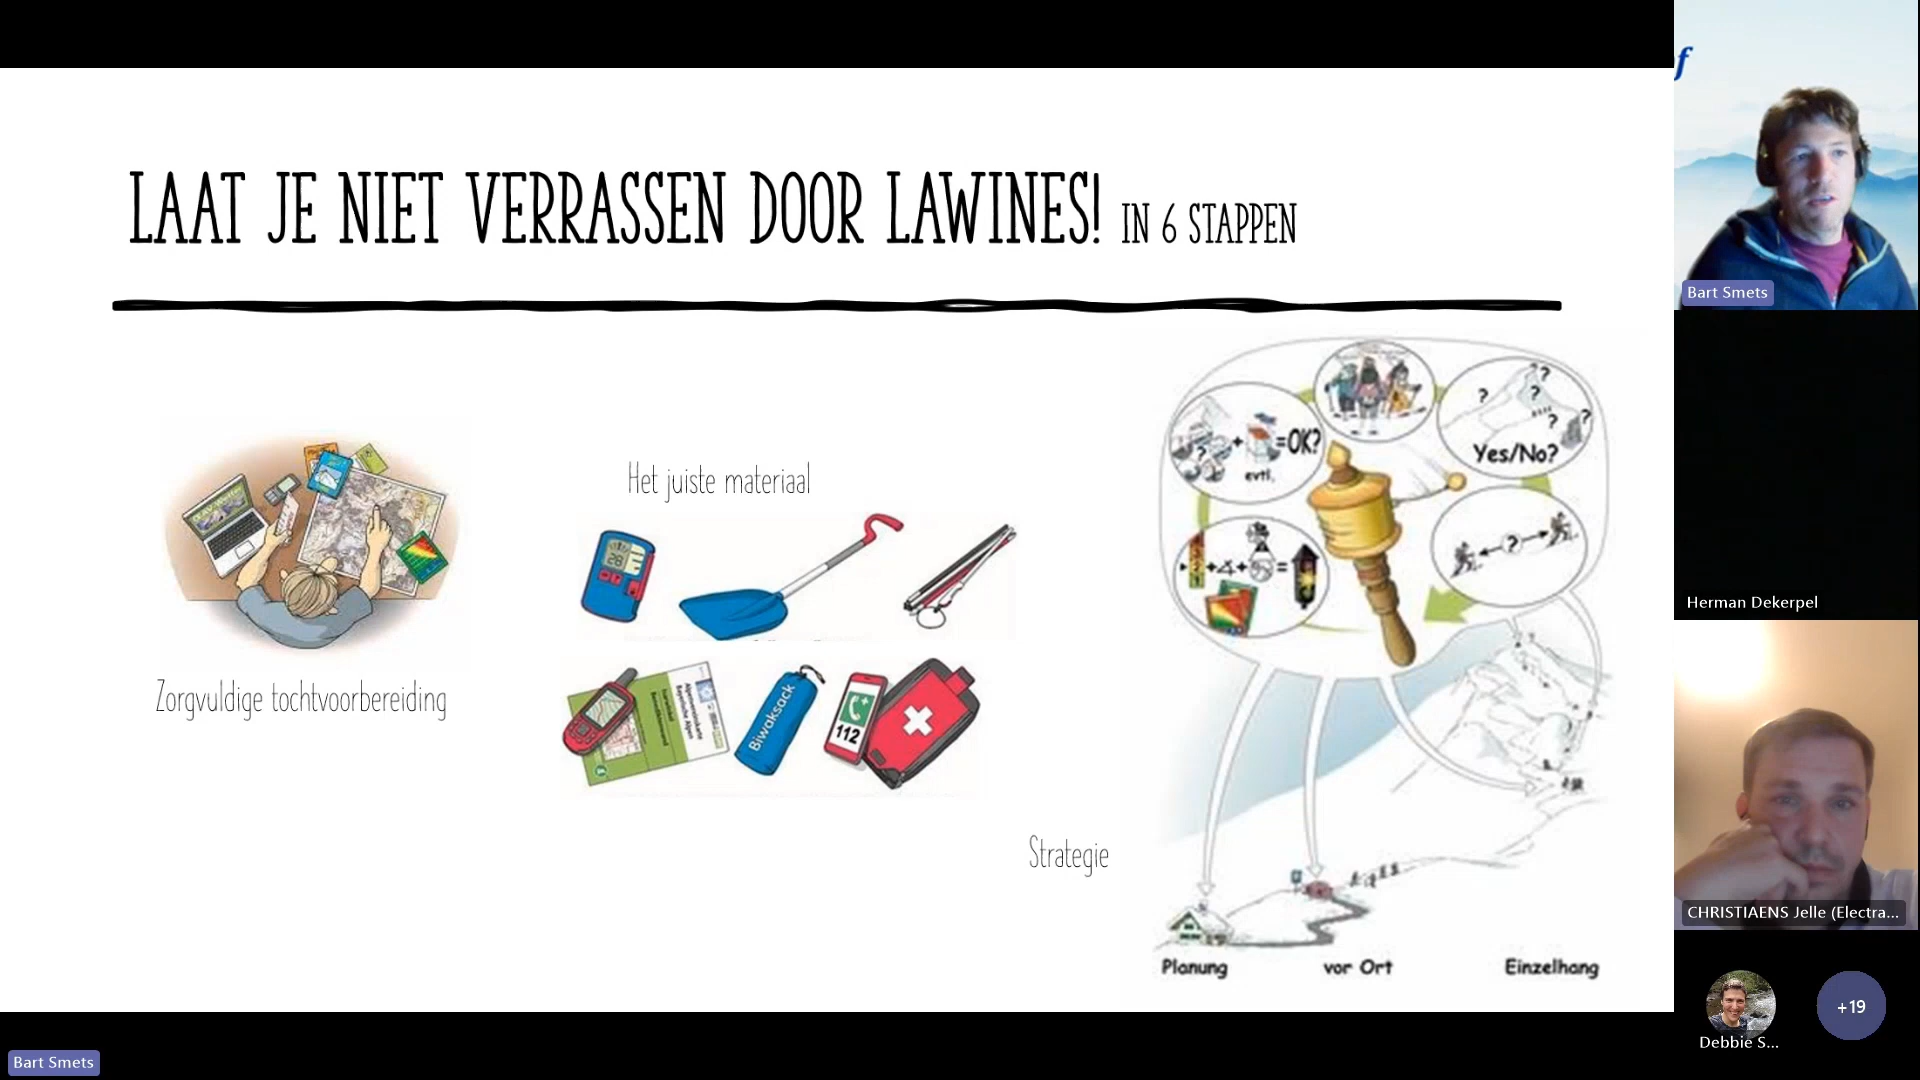 LAAT JE NIET VERRASSEN DOOR LAWINES! IN 6 STAPPEN
Zorgvuldige tochtvoorbereiding
Het juiste materiaal
28
Biwaksack
112
Strategie
+ =OK?
evtl.
? ? ? ? ?
Yes/No?
?
+ + =
Planung
vor Ort
Einzelhang
f
Bart Smets
Herman Dekerpel
CHRISTIAENS Jelle (Electra...
Debbie S...
+19
Bart Smets